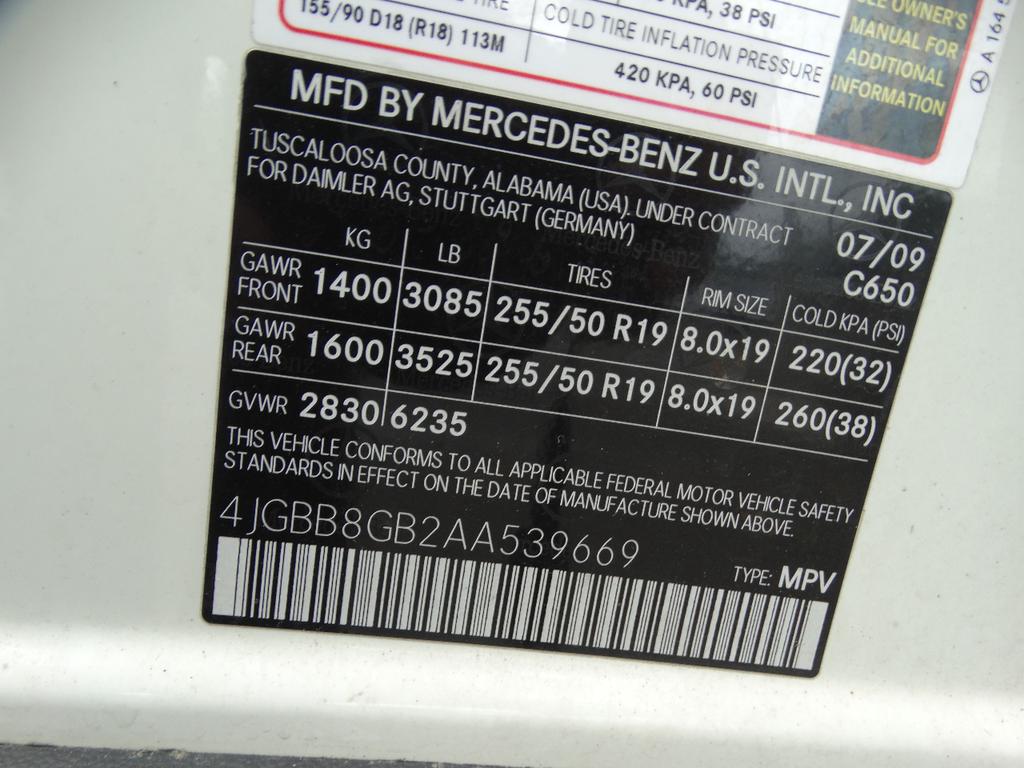 KPA, 38 PSI
155/90 D18 (R18) 113M
COLD TIRE INFLATION PRESSURE
420 KPA, 60 PSI
OWNER'S
MANUAL FOR
ADDITIONAL
INFORMATION
A 164
MFD BY MERCEDES-BENZ U.S. INTL., INC
TUSCALOOSA COUNTY, ALABAMA (USA). UNDER CONTRACT
FOR DAIMLER AG, STUTTGART (GERMANY)
07/09
C650
KG LB TIRES RIM SIZE COLD KPA (PSI)
GAWR FRONT 1400 3085 255/50 R19 8.0x19 220(32)
GAWR REAR 1600 3525 255/50 R19 8.0x19 260(38)
GVWR 2830 6235
THIS VEHICLE CONFORMS TO ALL APPLICABLE FEDERAL MOTOR VEHICLE SAFETY
STANDARDS IN EFFECT ON THE DATE OF MANUFACTURE SHOWN ABOVE.
4JGBB8GB2AA539669
TYPE: MPV